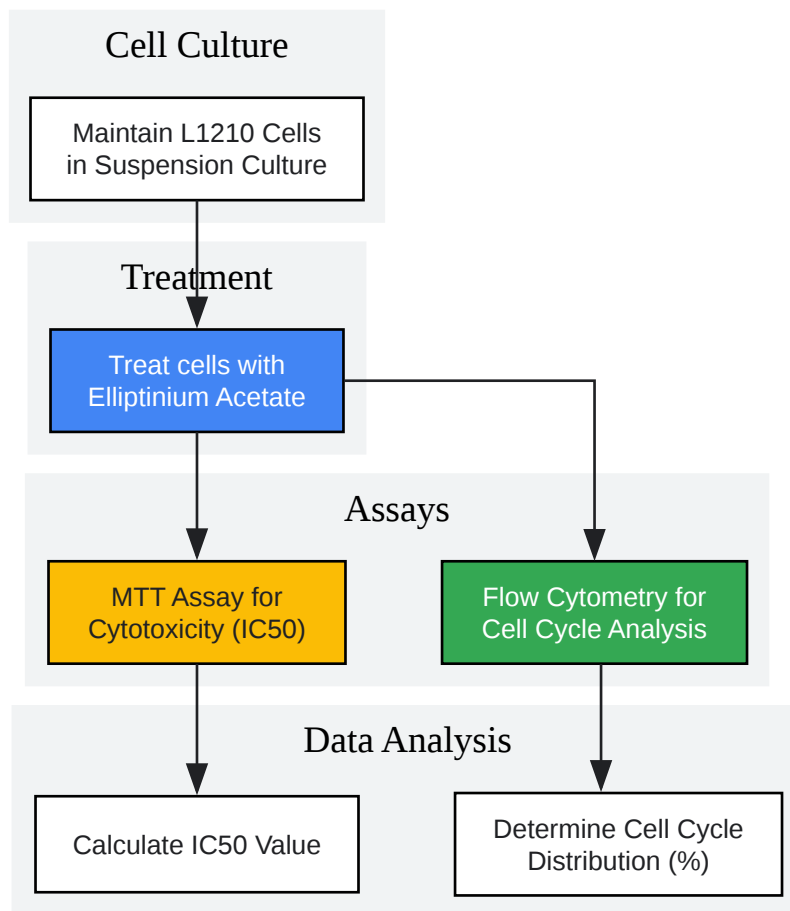 Cell Culture
Maintain L1210 Cells
in Suspension Culture
Treatment
Treat cells with
Elliptinium Acetate
Assays
MTT Assay for
Cytotoxicity (IC50)
Flow Cytometry for
Cell Cycle Analysis
Data Analysis
Calculate IC50 Value
Determine Cell Cycle
Distribution (%)